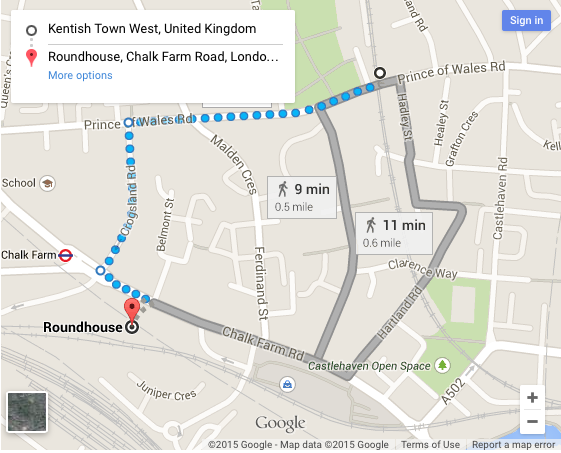 Kentish Town West, United Kingdom
Roundhouse, Chalk Farm Road, Londo...
More options
Sign in
Queen's Cre
Prince of Wales Rd
Prince of Wales Rd
Hadley St
Healey St
Grafton Cres
Castlehaven Rd
Kell
Malden Cres
9 min
0.5 mile
School
Crogsland Rd
Belmont St
11 min
0.6 mile
Chalk Farm
Ferdinand St
Clarence Way
Hartland Rd
Roundhouse
Chalk Farm Rd
Castlehaven Open Space
A502
Juniper Cres
+
Google
−
©2015 Google - Map data ©2015 Google
Terms of Use
Report a map error